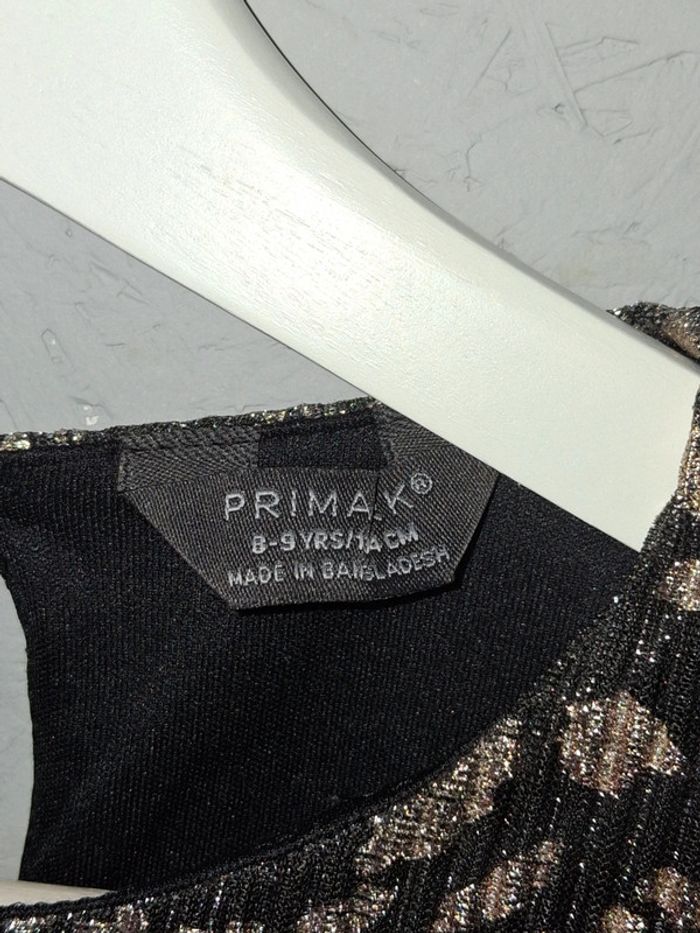 PRIMARK®
8-9 YRS/134 CM
MADE IN BANGLADESH